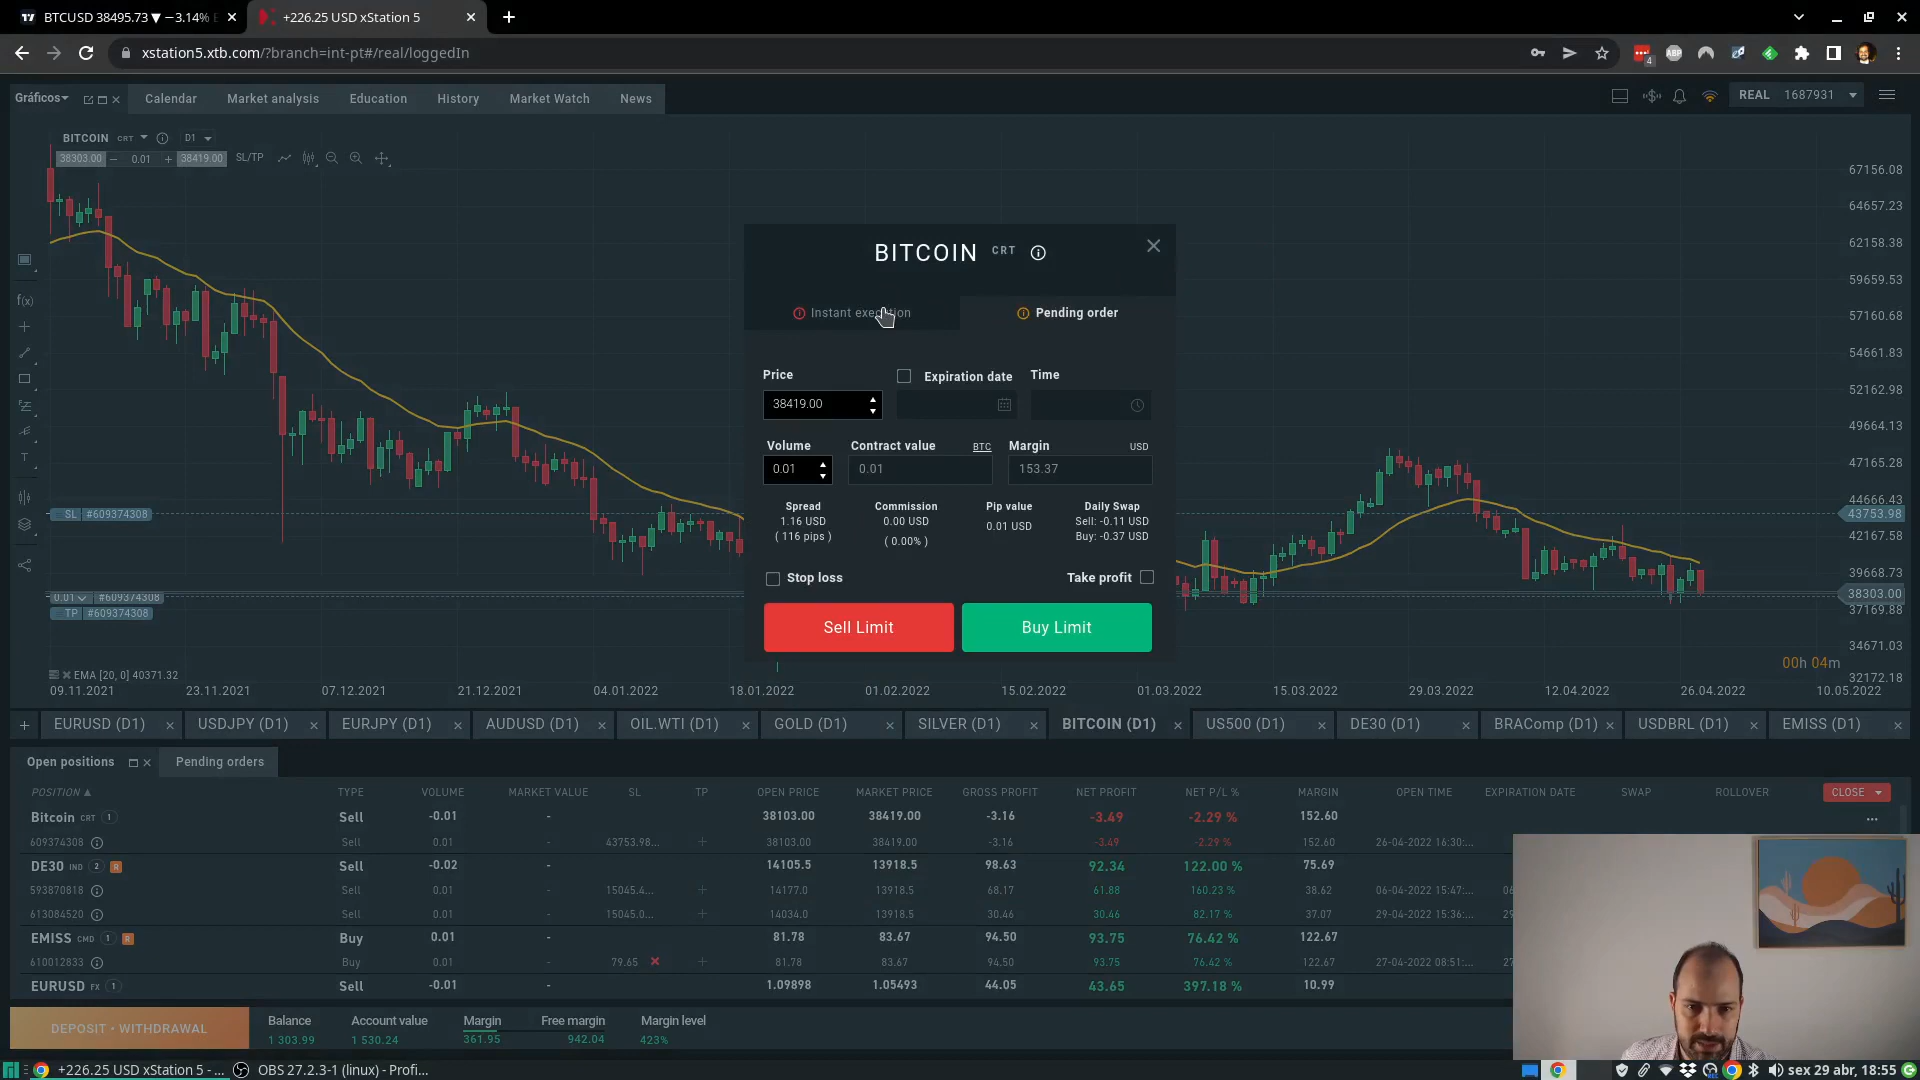 BTCUSD 38495.73 ▼ −3.14%
+226.25 USD xStation 5
xstation5.xtb.com/?branch=int-pt#/real/loggedIn
4
ABP
Gráficos
Calendar
Market analysis
Education
History
Market Watch
News
REAL 1687931
BITCOIN CRT D1
38303.00 − 0.01 + 38419.00 SL/TP
67156.08
64657.23
62158.38
59659.53
57160.68
54661.83
52162.98
49664.13
47165.28
44666.43
43753.98
42167.58
39668.73
38303.00
37169.88
34671.03
32172.18
f(x)
T
SL #609374308
0.01 #609374308
TP #609374308
BITCOIN CRT
Instant execution
Pending order
Price
Expiration date
Time
38419.00
Volume
Contract value BTC
Margin USD
0.01
0.01
153.37
Spread
1.16 USD
( 116 pips )
Commission
0.00 USD
( 0.00% )
Pip value
0.01 USD
Daily Swap
Sell: -0.11 USD
Buy: -0.37 USD
Stop loss
Take profit
Sell Limit
Buy Limit
00h 04m
EMA [20, 0] 40371.32
09.11.2021 23.11.2021 07.12.2021 21.12.2021 04.01.2022 18.01.2022 01.02.2022 15.02.2022 01.03.2022 15.03.2022 29.03.2022 12.04.2022 26.04.2022 10.05.2022
+ EURUSD (D1) × USDJPY (D1) × EURJPY (D1) × AUDUSD (D1) × OIL.WTI (D1) × GOLD (D1) × SILVER (D1) × BITCOIN (D1) × US500 (D1) × DE30 (D1) × BRAComp (D1) × USDBRL (D1) × EMISS (D1) ×
Open positions
Pending orders
POSITION ▲ TYPE VOLUME MARKET VALUE SL TP OPEN PRICE MARKET PRICE GROSS PROFIT NET PROFIT NET P/L % MARGIN OPEN TIME EXPIRATION DATE SWAP ROLLOVER CLOSE
Bitcoin CRT 1 Sell -0.01 - 38103.00 38419.00 -3.16 -3.49 -2.29 % 152.60 ...
609374308 Sell 0.01 - 43753.98... + 38103.00 38419.00 -3.16 -3.49 -2.29 % 152.60 26-04-2022 16:30:...
DE30 IND 2 R Sell -0.02 - 14105.5 13918.5 98.63 92.34 122.00 % 75.69
593870818 Sell 0.01 - 15045.4... + 14177.0 13918.5 68.17 61.88 160.23 % 38.62 06-04-2022 15:47:...
613084520 Sell 0.01 - 15045.0... + 14034.0 13918.5 30.46 30.46 82.17 % 37.07 29-04-2022 15:36:...
EMISS CMD 1 R Buy 0.01 - 81.78 83.67 94.50 93.75 76.42 % 122.67
610012833 Buy 0.01 - 79.65 × + 81.78 83.67 94.50 93.75 76.42 % 122.67 27-04-2022 08:51:...
EURUSD FX 1 Sell -0.01 - 1.09898 1.05493 44.05 43.65 397.18 % 10.99
DEPOSIT • WITHDRAWAL
Balance Account value Margin Free margin Margin level
1 303.99 1 530.24 361.95 942.04 423%
+226.25 USD xStation 5 - ...
OBS 27.2.3-1 (linux) - Profi...
sex 29 abr, 18:55